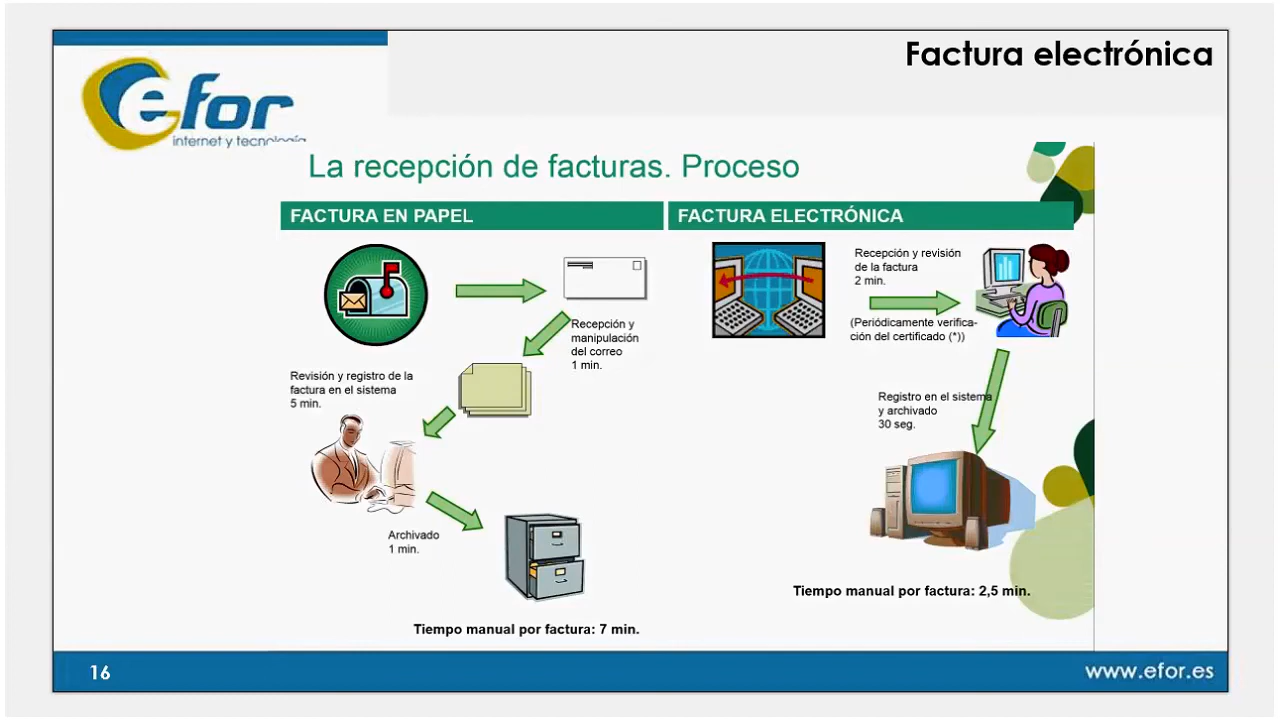 Factura electrónica
efor
internet y tecnología
La recepción de facturas. Proceso
FACTURA EN PAPEL
Recepción y
manipulación
del correo
1 min.
Revisión y registro de la
factura en el sistema
5 min.
Archivado
1 min.
Tiempo manual por factura: 7 min.
FACTURA ELECTRÓNICA
Recepción y revisión
de la factura
2 min.
(Periódicamente verifica-
ción del certificado (*))
Registro en el sistema
y archivado
30 seg.
Tiempo manual por factura: 2,5 min.
16
www.efor.es